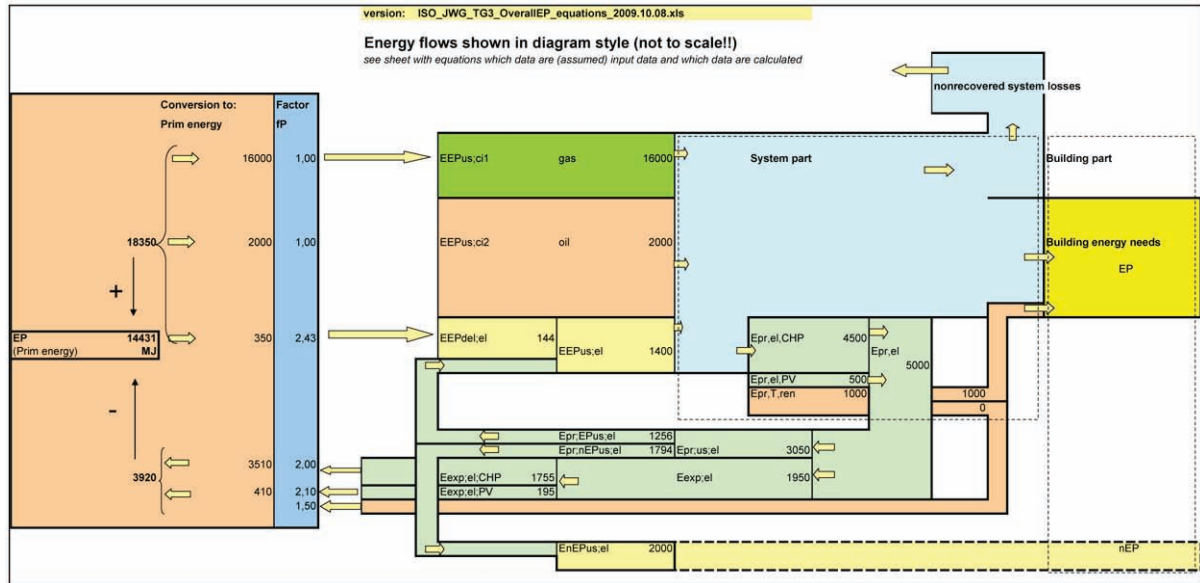 version: ISO_JWG_TG3_OverallEP_equations_2009.10.08.xls
Energy flows shown in diagram style (not to scale!!)
see sheet with equations which data are (assumed) input data and which data are calculated
nonrecovered system losses
Conversion to:
Prim energy
Factor
fP
16000 1,00
EEPus;ci1 gas 16000
System part
Building part
18350
2000 1,00
EEPus;ci2 oil 2000
Building energy needs
EP
+
EP 14431
(Prim energy) MJ
350 2,43
EEPdel;el 144
EEPus;el 1400
Epr,el,CHP 4500
Epr,el
5000
Epr,el,PV 500
Epr,T,ren 1000
1000
0
-
Epr;EPus;el 1256
Epr;nEPus;el 1794
Epr;us;el 3050
3920
3510 2,00
Eexp;el;CHP 1755
Eexp;el 1950
410 2,10
Eexp;el;PV 195
1,50
EnEPus;el 2000
nEP